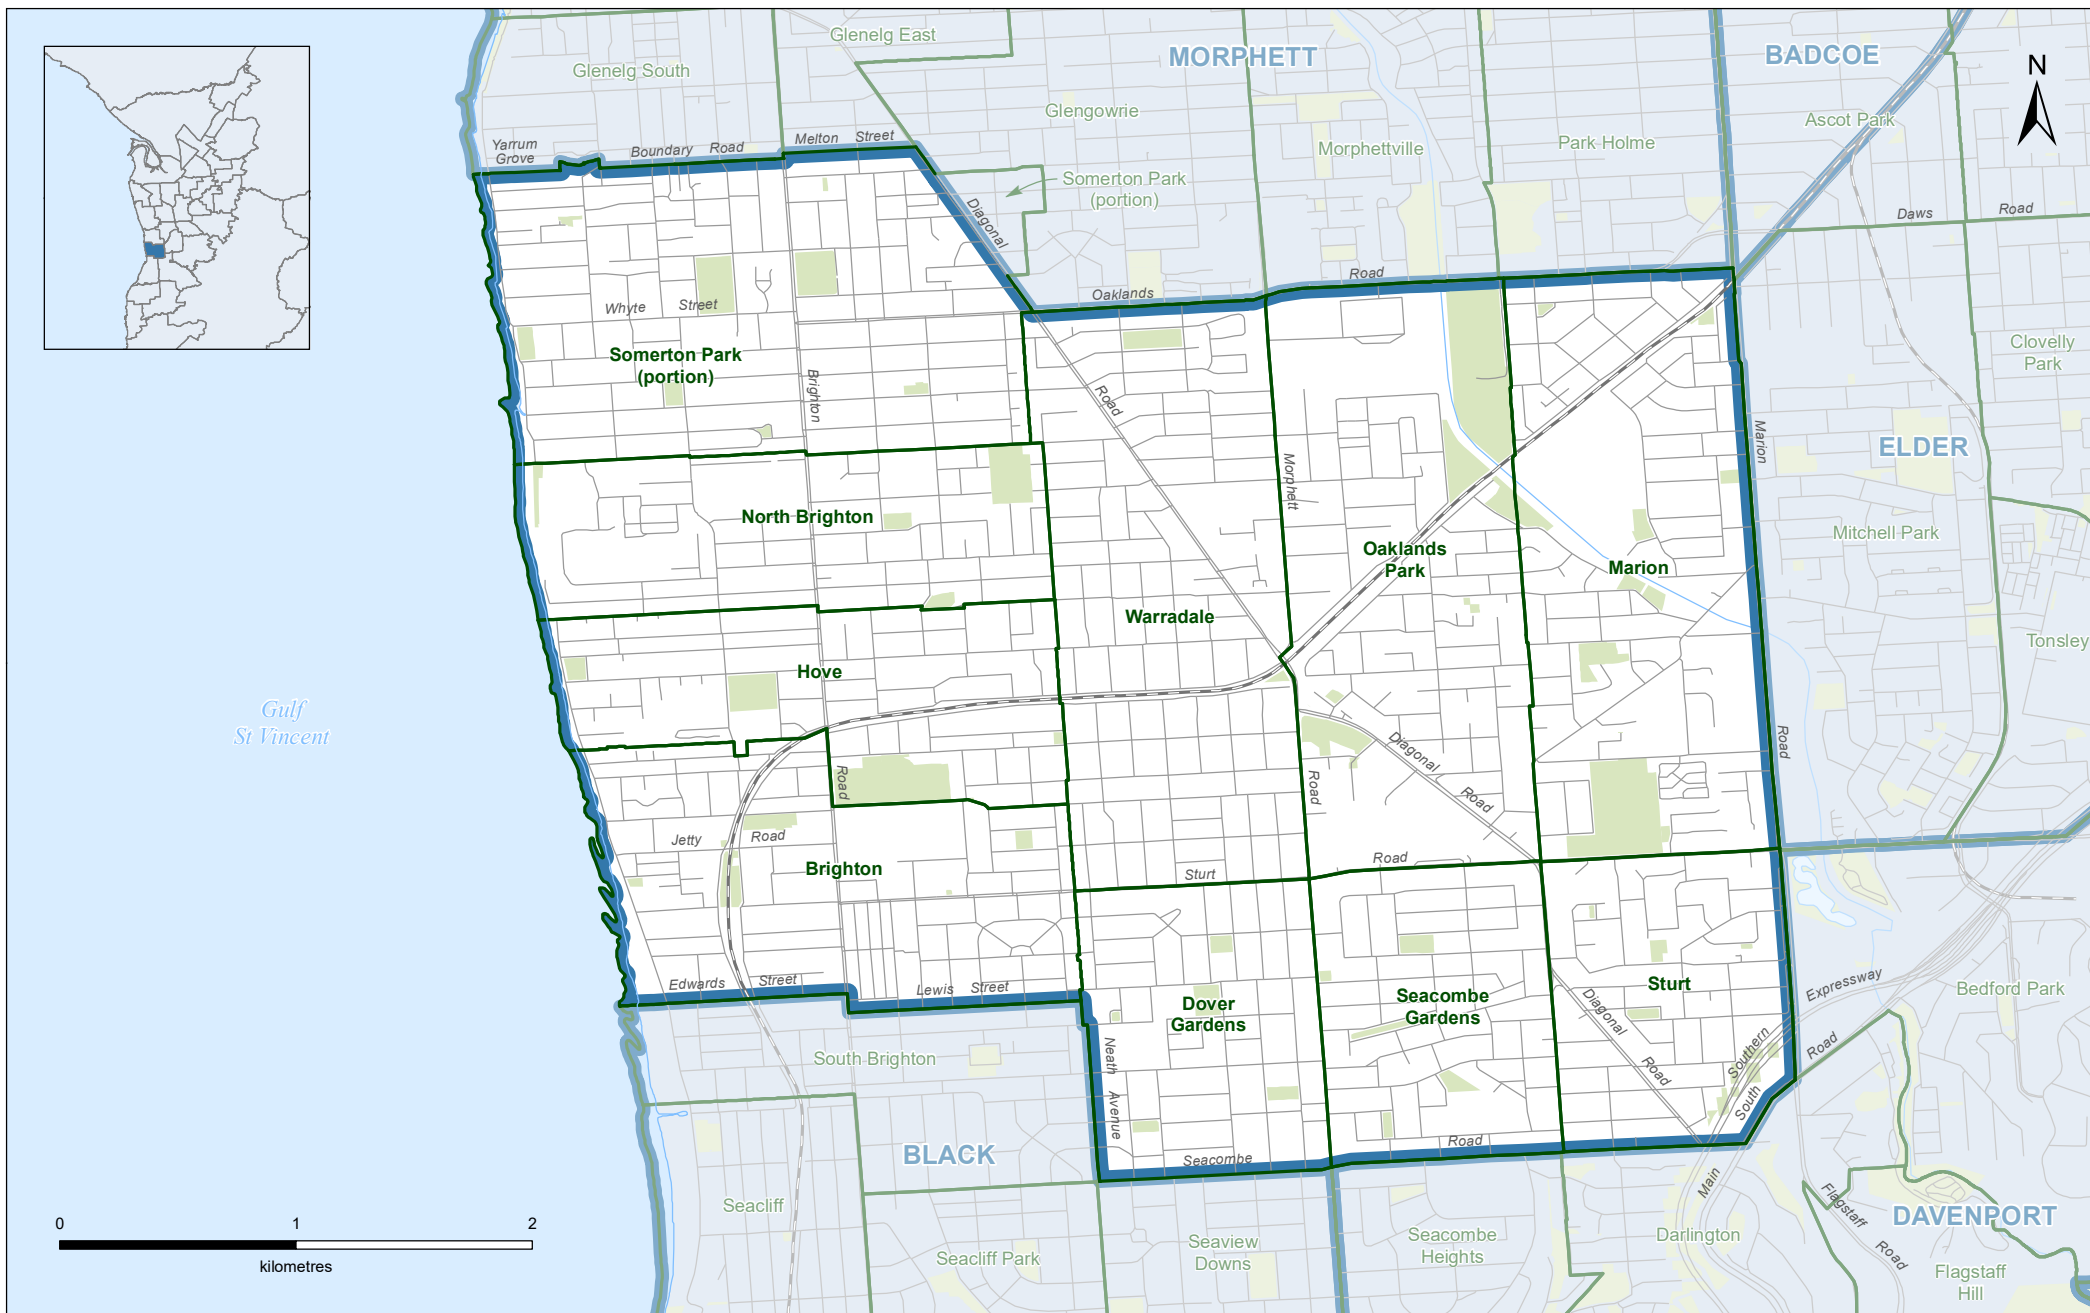 Glenelg East
MORPHETT
BADCOE
Glenelg South
N
Glengowrie
Ascot Park
Yarrum
Grove
Boundary Road
Melton Street
Morphettville
Park Holme
Somerton Park
(portion)
Diagonal
Daws Road
Oaklands Road
Whyte Street
Somerton Park
(portion)
Brighton
Road
Clovelly
Park
Marion
ELDER
Morphett
North Brighton
Oaklands
Park
Mitchell Park
Marion
Warradale
Tonsley
Hove
Gulf
St Vincent
Road
Diagonal
Road
Road
Road
Jetty Road
Brighton
Sturt Road
Edwards Street
Lewis Street
Dover
Gardens
Seacombe
Gardens
Sturt
Diagonal
Road
Expressway
Southern
Bedford Park
South
Road
South Brighton
Neath
Avenue
BLACK
Seacombe
Road
Main
Flagstaff
Road
Seacliff
DAVENPORT
Seaview
Downs
Seacombe
Heights
Darlington
Seacliff Park
Flagstaff
Hill
0 1 2
kilometres